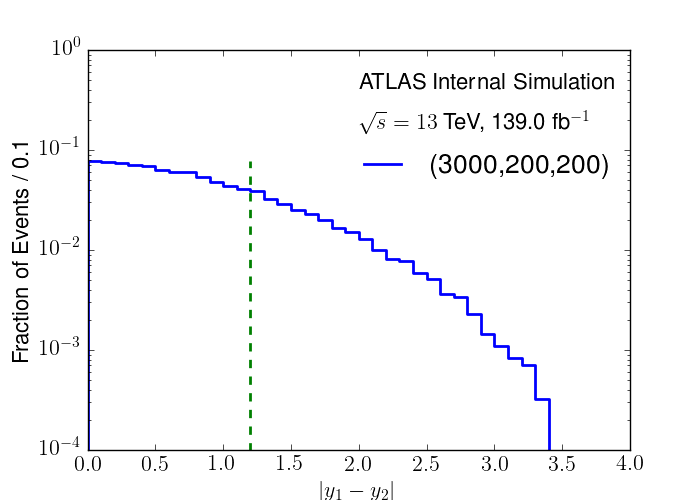 ATLAS Internal Simulation
√s = 13 TeV, 139.0 fb⁻¹
(3000,200,200)
Fraction of Events / 0.1
10⁰
10⁻¹
10⁻²
10⁻³
10⁻⁴
0.0 0.5 1.0 1.5 2.0 2.5 3.0 3.5 4.0
|y₁ − y₂|